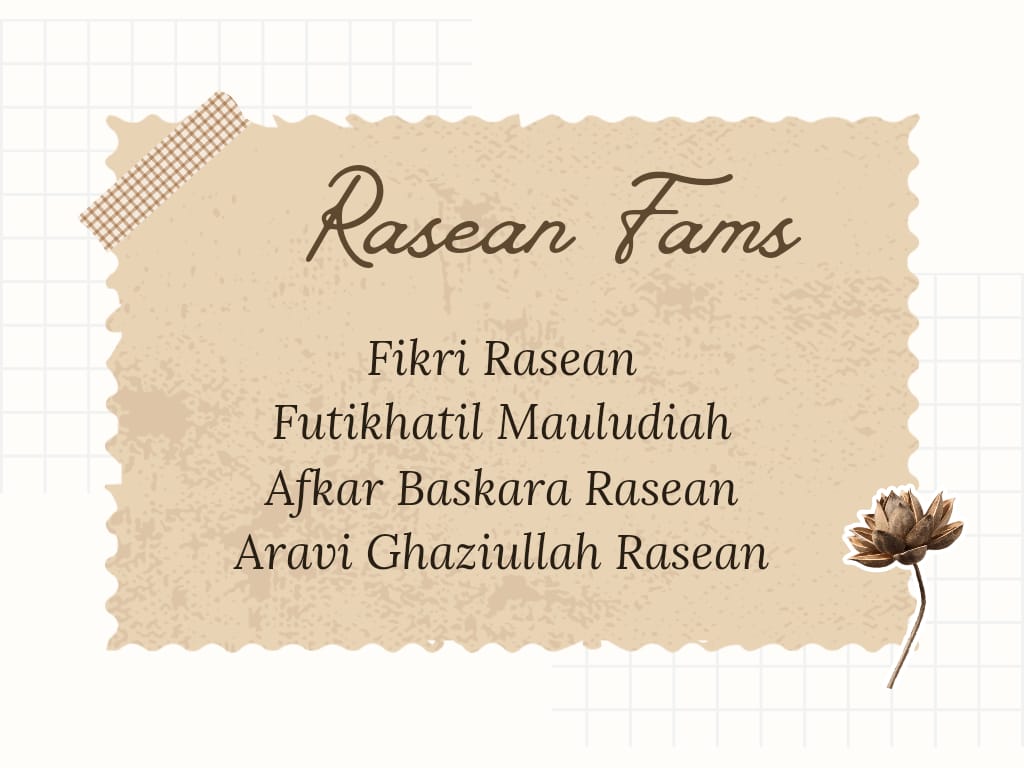 Rasean Fams
Fikri Rasean
Futikhatil Mauludiah
Afkar Baskara Rasean
Aravi Ghaziullah Rasean